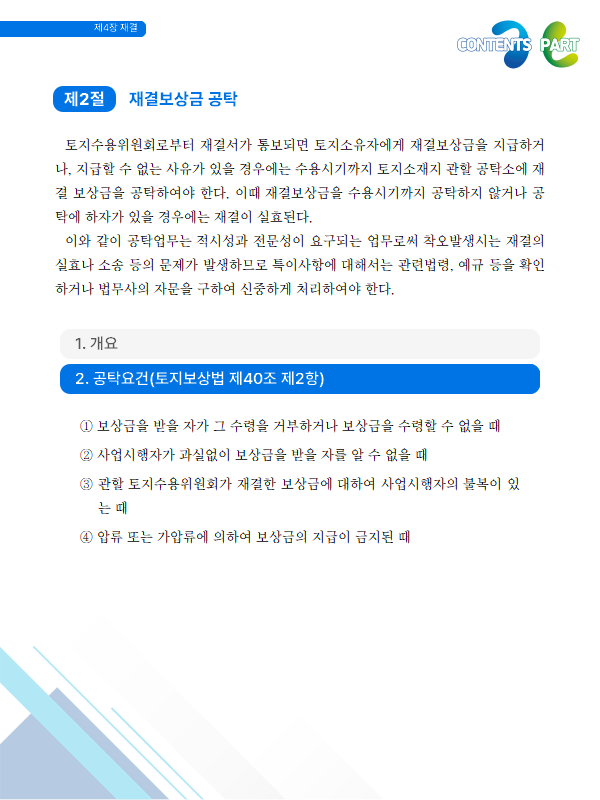 제4장 재결
CONTENTS PART
제2절 재결보상금 공탁
토지수용위원회로부터 재결서가 통보되면 토지소유자에게 재결보상금을 지급하거
나, 지급할 수 없는 사유가 있을 경우에는 수용시기까지 토지소재지 관할 공탁소에 재
결 보상금을 공탁하여야 한다. 이때 재결보상금을 수용시기까지 공탁하지 않거나 공
탁에 하자가 있을 경우에는 재결이 실효된다.
이와 같이 공탁업무는 적시성과 전문성이 요구되는 업무로써 착오발생시는 재결의
실효나 소송 등의 문제가 발생하므로 특이사항에 대해서는 관련법령, 예규 등을 확인
하거나 법무사의 자문을 구하여 신중하게 처리하여야 한다.
1. 개요
2. 공탁요건(토지보상법 제40조 제2항)
① 보상금을 받을 자가 그 수령을 거부하거나 보상금을 수령할 수 없을 때
② 사업시행자가 과실없이 보상금을 받을 자를 알 수 없을 때
③ 관할 토지수용위원회가 재결한 보상금에 대하여 사업시행자의 불복이 있
는 때
④ 압류 또는 가압류에 의하여 보상금의 지급이 금지된 때